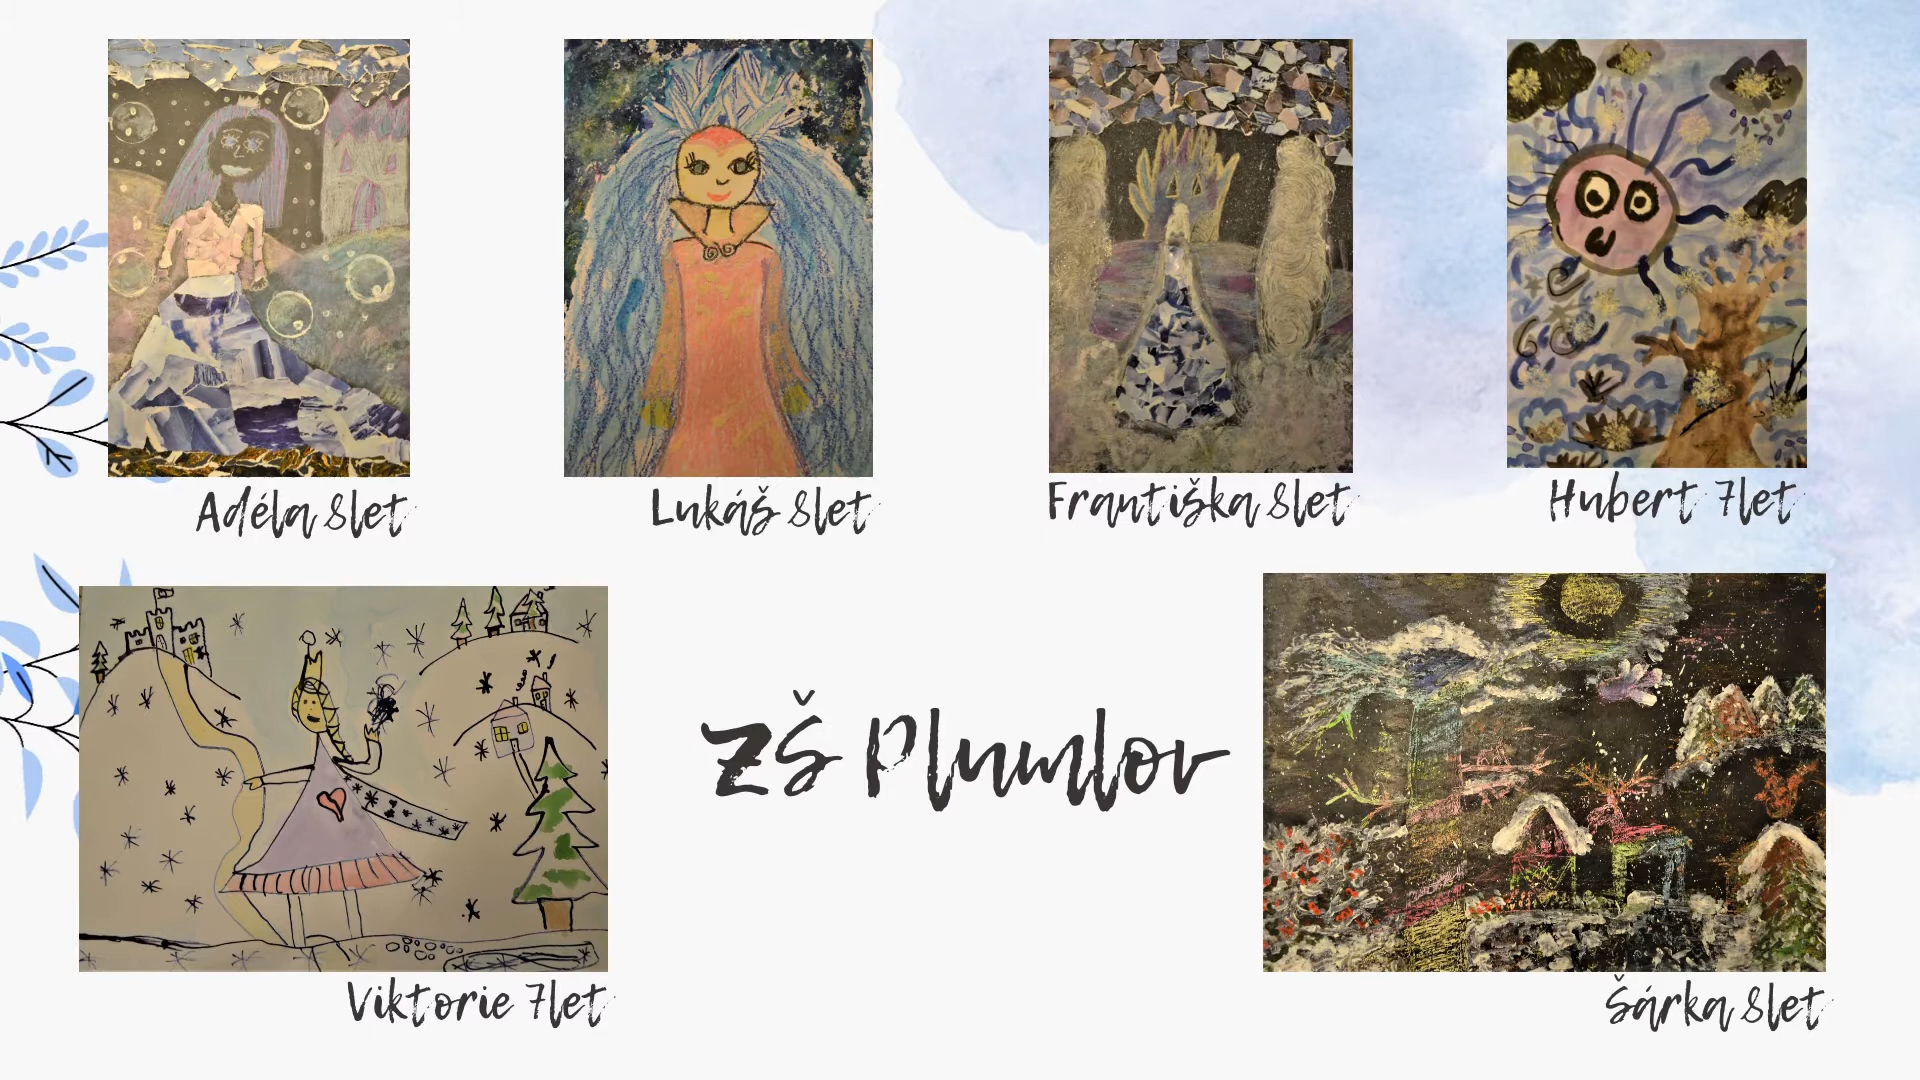 Adéla 8let
Lukáš 8let
Františka 8let
Hubert 7let
ZŠ Plumlov
Viktorie 7let
Šárka 8let